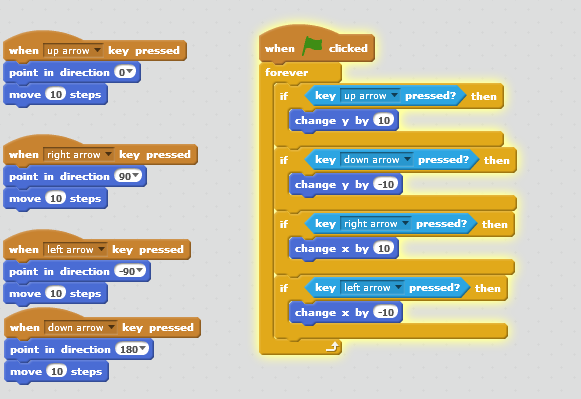 when up arrow key pressed
point in direction 0
move 10 steps
when right arrow key pressed
point in direction 90
move 10 steps
when left arrow key pressed
point in direction -90
move 10 steps
when down arrow key pressed
point in direction 180
move 10 steps
when clicked
forever
if key up arrow pressed? then
change y by 10
if key down arrow pressed? then
change y by -10
if key right arrow pressed? then
change x by 10
if key left arrow pressed? then
change x by -10